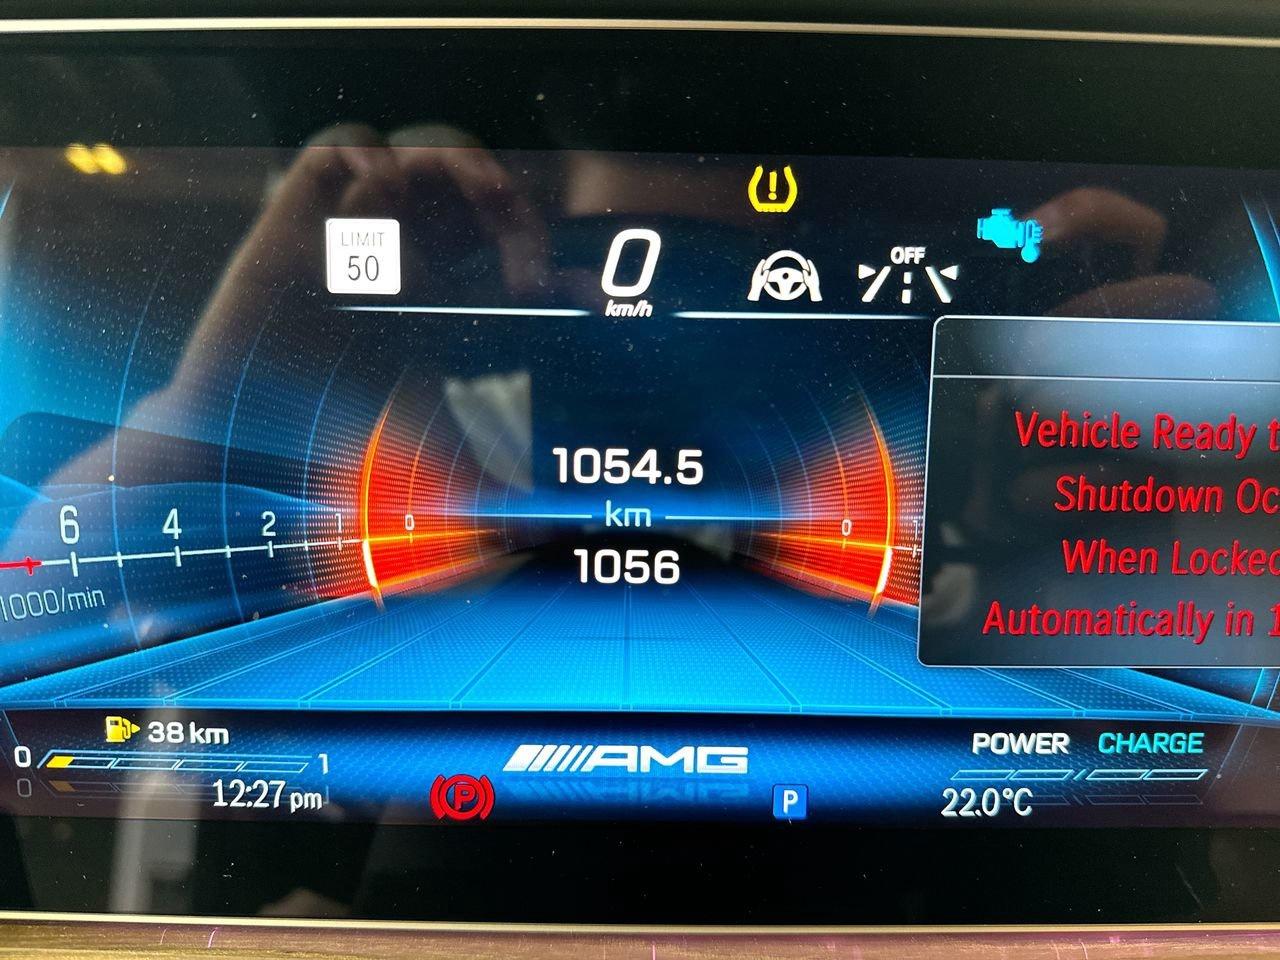 LIMIT
50
0
km/h
!
OFF
1054.5
km
1056
6 4 2 1 0
0 1
1000/min
Vehicle Ready
Shutdown
When Locked
Automatically in
38 km
0 1
0
12:27 pm
AMG
P
P
POWER CHARGE
22.0°C